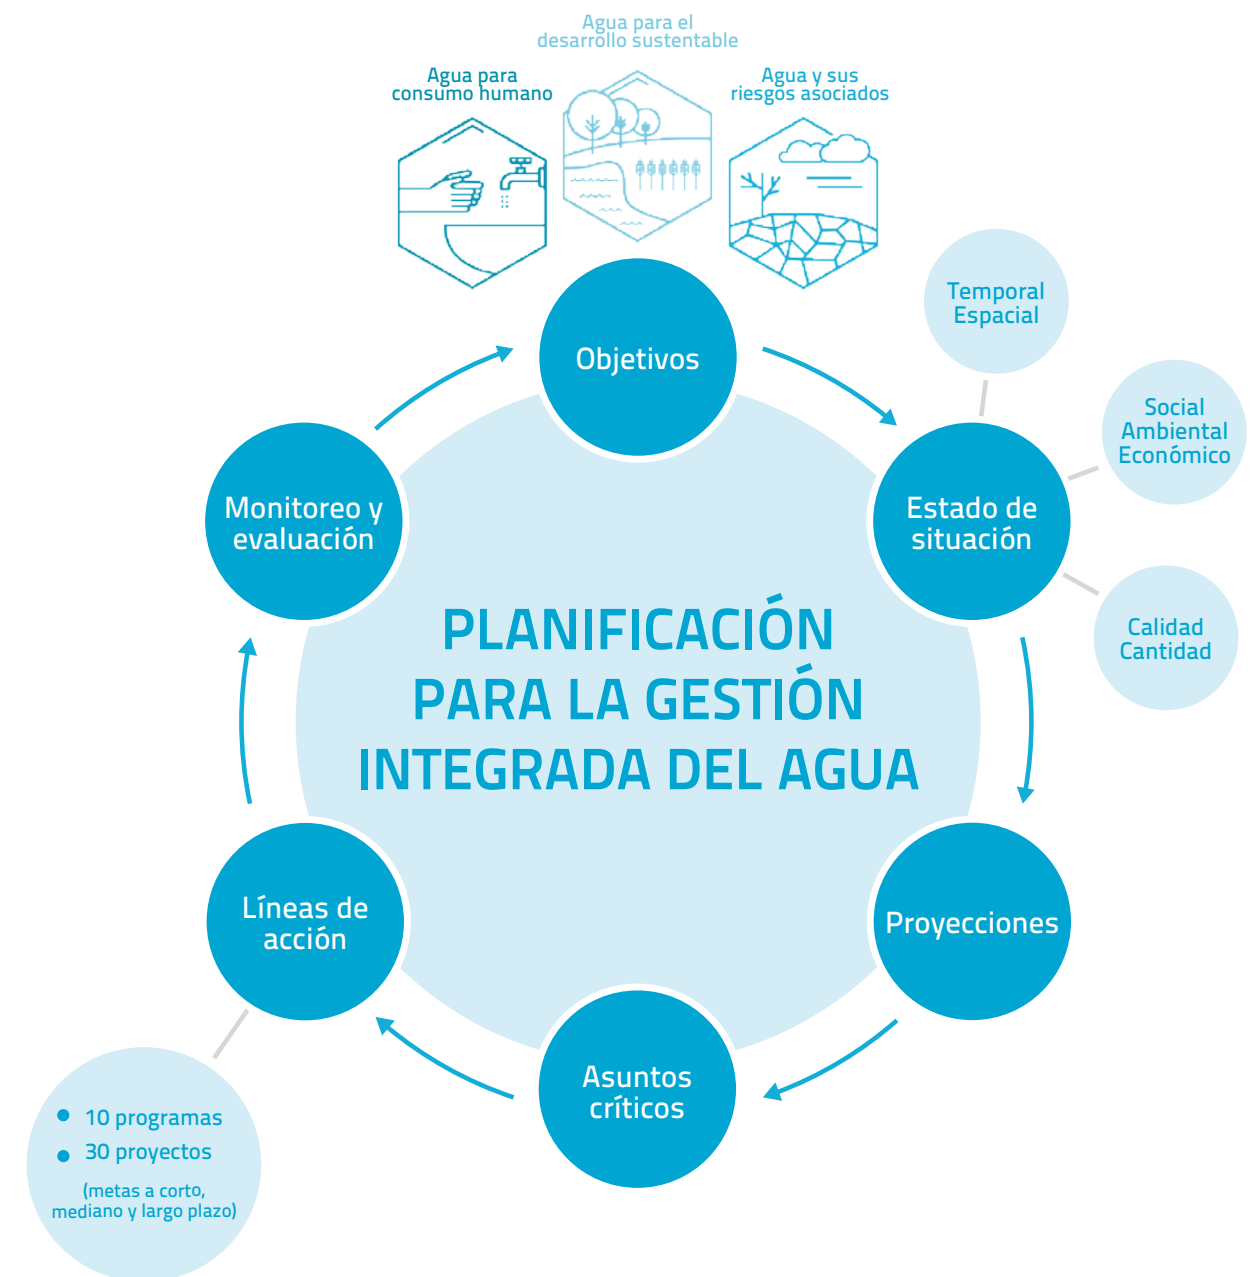 Agua para el
desarrollo sustentable
Agua para
consumo humano
Agua y sus
riesgos asociados
Objetivos
Temporal
Espacial
Social
Ambiental
Económico
Estado de
situación
Calidad
Cantidad
Monitoreo y
evaluación
PLANIFICACIÓN
PARA LA GESTIÓN
INTEGRADA DEL AGUA
Proyecciones
Líneas de
acción
Asuntos
críticos
• 10 programas
• 30 proyectos
(metas a corto,
mediano y largo plazo)